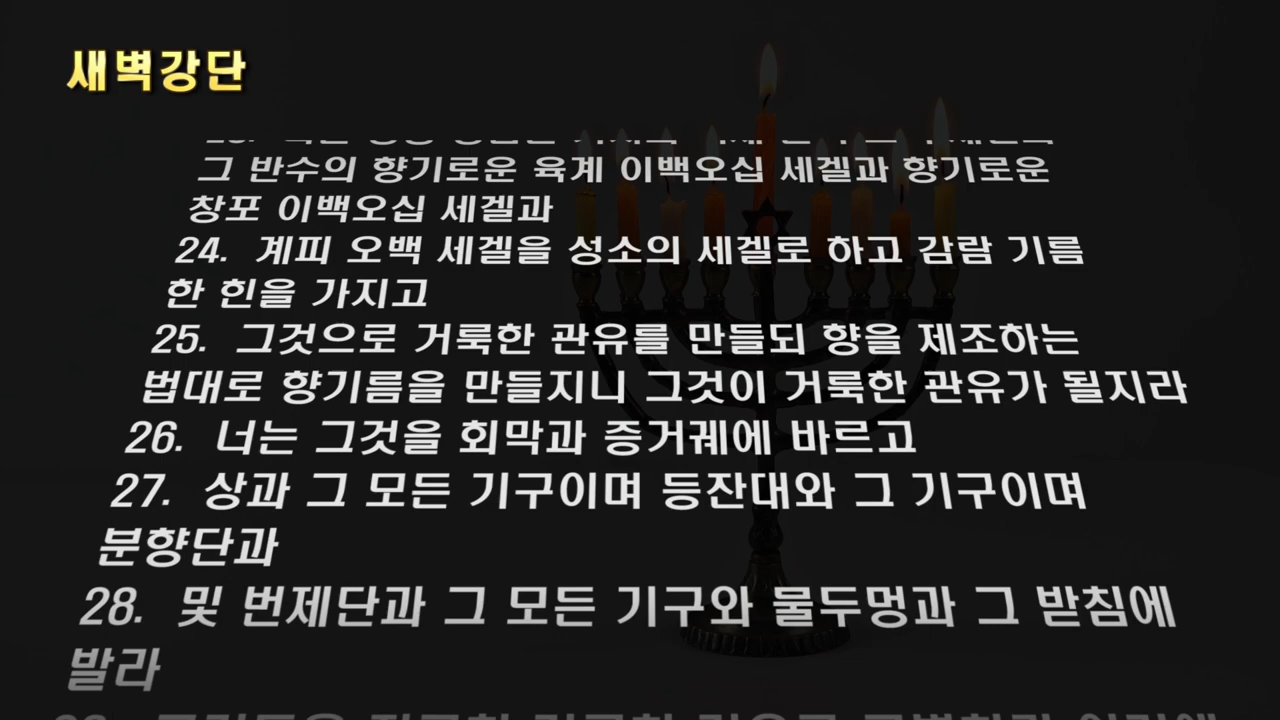 새벽강단
그 반수의 향기로운 육계 이백오십 세겔과 향기로운
창포 이백오십 세겔과
24. 계피 오백 세겔을 성소의 세겔로 하고 감람 기름
한 힌을 가지고
25. 그것으로 거룩한 관유를 만들되 향을 제조하는
법대로 향기름을 만들지니 그것이 거룩한 관유가 될지라
26. 너는 그것을 회막과 증거궤에 바르고
27. 상과 그 모든 기구이며 등잔대와 그 기구이며
분향단과
28. 및 번제단과 그 모든 기구와 물두멍과 그 받침에
발라